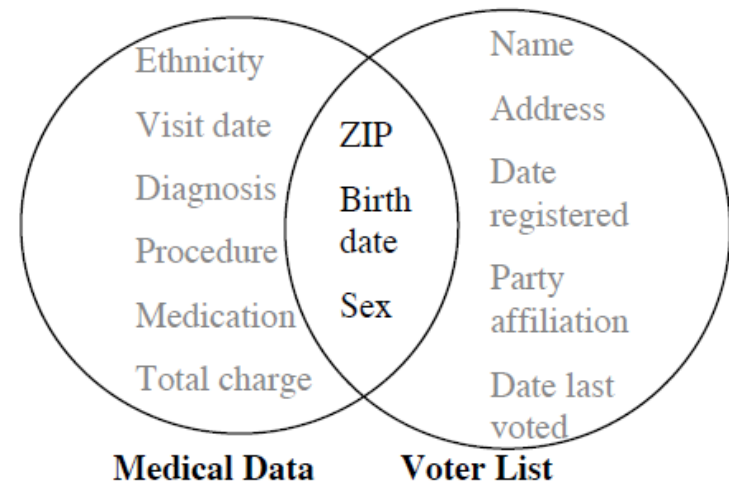 Ethnicity
Visit date
Diagnosis
Procedure
Medication
Total charge
ZIP
Birth
date
Sex
Name
Address
Date
registered
Party
affiliation
Date last
voted
Medical Data
Voter List